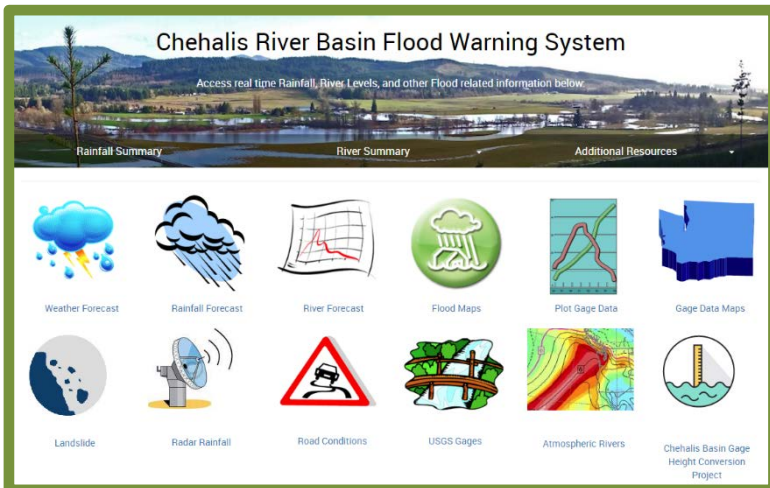 Chehalis River Basin Flood Warning System
Access real time Rainfall, River Levels, and other Flood related information below
Rainfall Summary
River Summary
Additional Resources
Weather Forecast
Rainfall Forecast
River Forecast
Flood Maps
Plot Gage Data
Gage Data Maps
Landslide
Radar Rainfall
Road Conditions
USGS Gages
Atmospheric Rivers
Chehalis Basin Gage
Height Conversion
Project